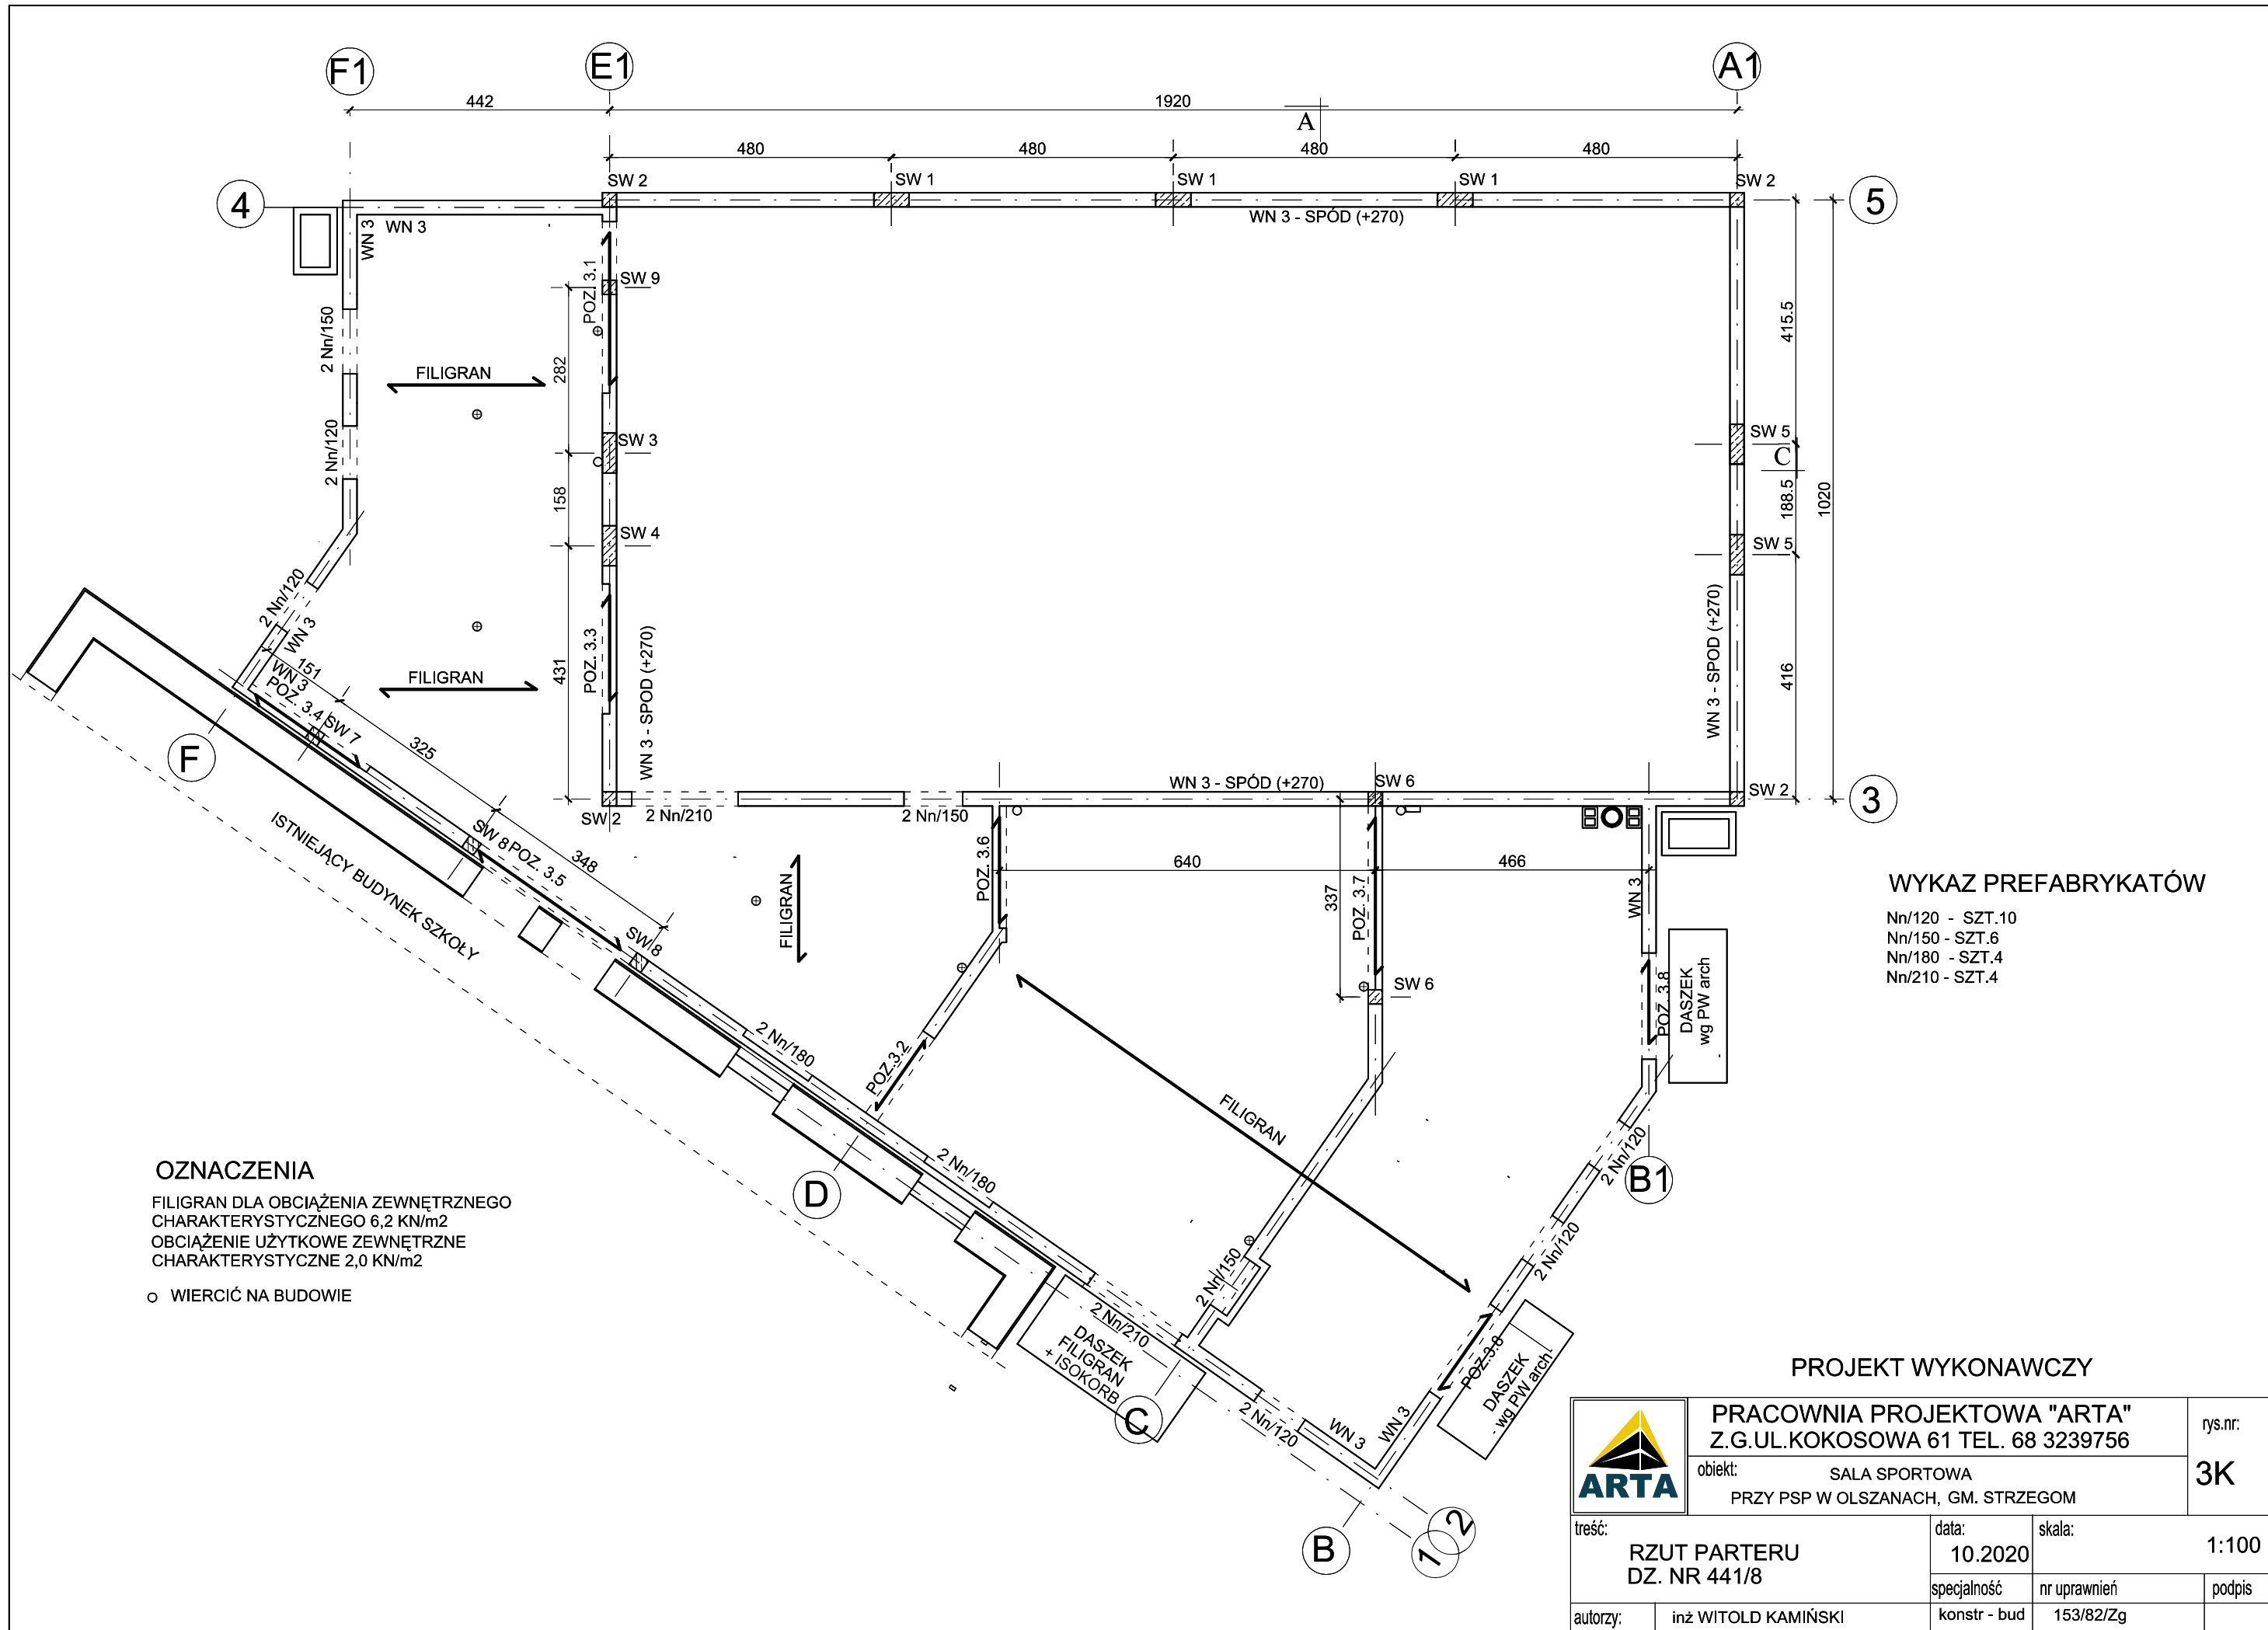 F1
E1
A1
442
1920
A
480
480
480
480
SW 2
SW 1
SW 1
SW 1
SW 2
4
5
WN 3
WN 3
WN 3 - SPÓD (+270)
POZ. 3.1
SW 9
2 Nn/150
415.5
FILIGRAN
282
2 Nn/120
SW 3
SW 5
C
158
188.5
1020
SW 4
SW 5
2 Nn/120
WN 3
431
POZ. 3.3
WN 3 - SPOD (+270)
WN 3 - SPOD (+270)
416
151
WN 3
POZ. 3.4
SW 7
FILIGRAN
325
F
WN 3 - SPÓD (+270)
SW 6
SW 2
3
SW 2
2 Nn/210
2 Nn/150
ISTNIEJĄCY BUDYNEK SZKOŁY
SW 8
POZ. 3.5
348
SW 8
FILIGRAN
POZ. 3.6
640
466
337
POZ. 3.7
WN 3
SW 6
POZ. 3.8
DASZEK
wg PW arch
WYKAZ PREFABRYKATÓW
Nn/120 - SZT.10
Nn/150 - SZT.6
Nn/180 - SZT.4
Nn/210 - SZT.4
2 Nn/180
POZ.3.2
FILIGRAN
2 Nn/120
B1
D
2 Nn/180
2 Nn/120
2 Nn/150
2 Nn/210
DASZEK
FILIGRAN
+ ISOKORB
C
POZ.3.8
DASZEK
wg PW arch
2 Nn/120
WN 3
WN 3
B
1
2
OZNACZENIA
FILIGRAN DLA OBCIĄŻENIA ZEWNĘTRZNEGO
CHARAKTERYSTYCZNEGO 6,2 KN/m2
OBCIĄŻENIE UŻYTKOWE ZEWNĘTRZNE
CHARAKTERYSTYCZNE 2,0 KN/m2
WIERCIĆ NA BUDOWIE
PROJEKT WYKONAWCZY
ARTA
PRACOWNIA PROJEKTOWA "ARTA"
Z.G.UL.KOKOSOWA 61 TEL. 68 3239756
rys.nr:
3K
obiekt:
SALA SPORTOWA
PRZY PSP W OLSZANACH, GM. STRZEGOM
treść:
RZUT PARTERU
DZ. NR 441/8
data:
10.2020
skala:
1:100
specjalność
nr uprawnień
podpis
autorzy:
inż WITOLD KAMIŃSKI
konstr - bud
153/82/Zg